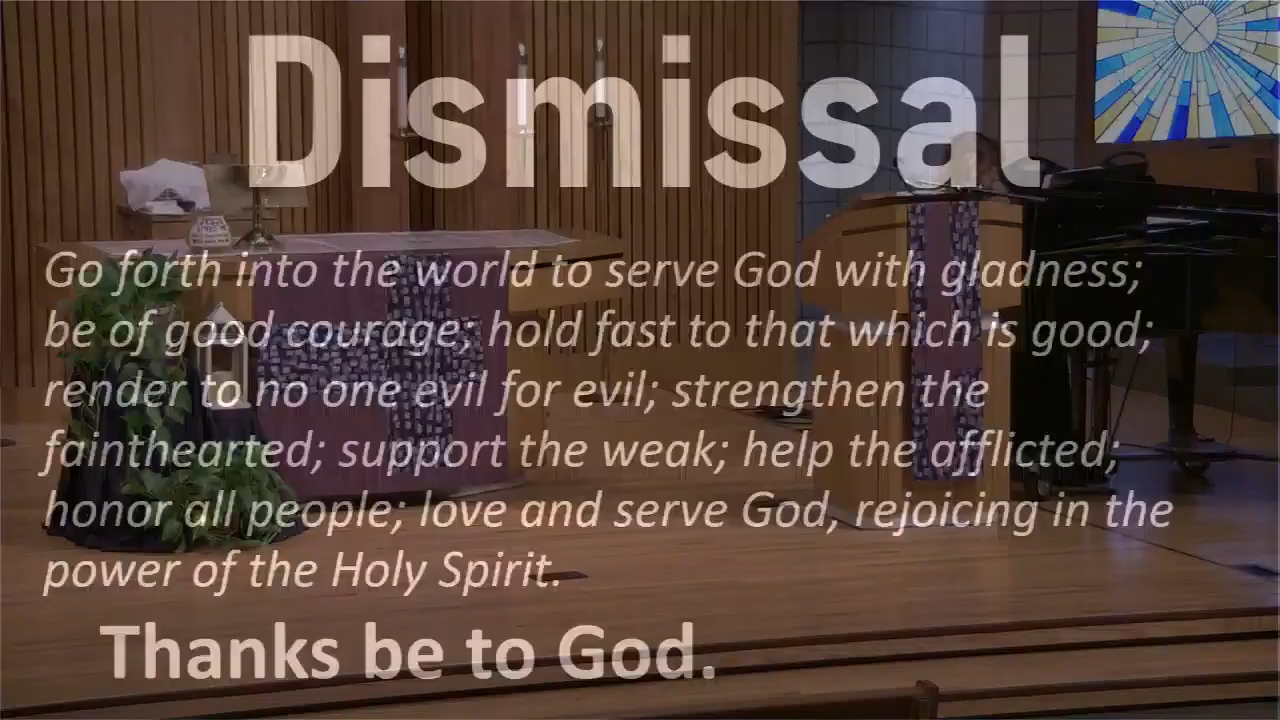 Dismissal
Go forth into the world to serve God with gladness;
be of good courage; hold fast to that which is good;
render to no one evil for evil; strengthen the
fainthearted; support the weak; help the afflicted;
honor all people; love and serve God, rejoicing in the
power of the Holy Spirit.
Thanks be to God.